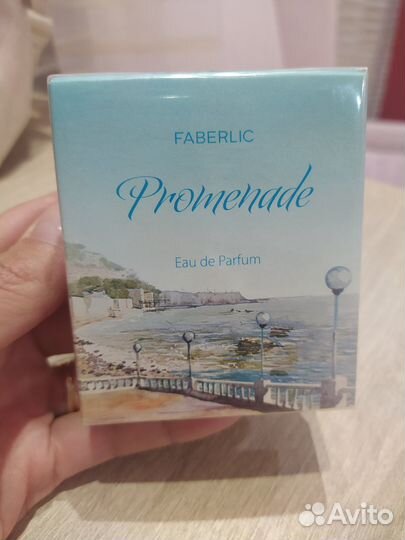 FABERLIC
Promenade
Eau de Parfum
Avito